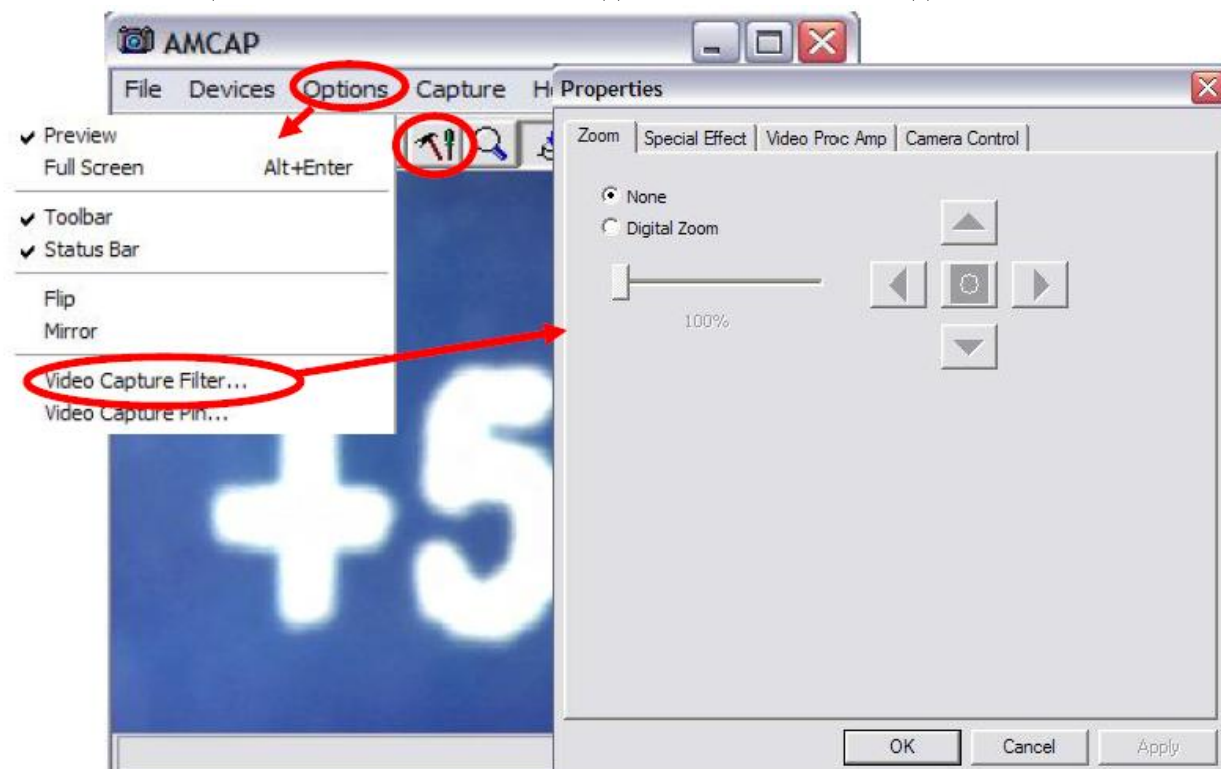 AMCAP
File Devices Options Capture
Preview
Full Screen Alt+Enter
Toolbar
Status Bar
Flip
Mirror
Video Capture Filter...
Video Capture Pin...
+5
Properties
Zoom Special Effect Video Proc Amp Camera Control
None
Digital Zoom
100%
OK Cancel Apply